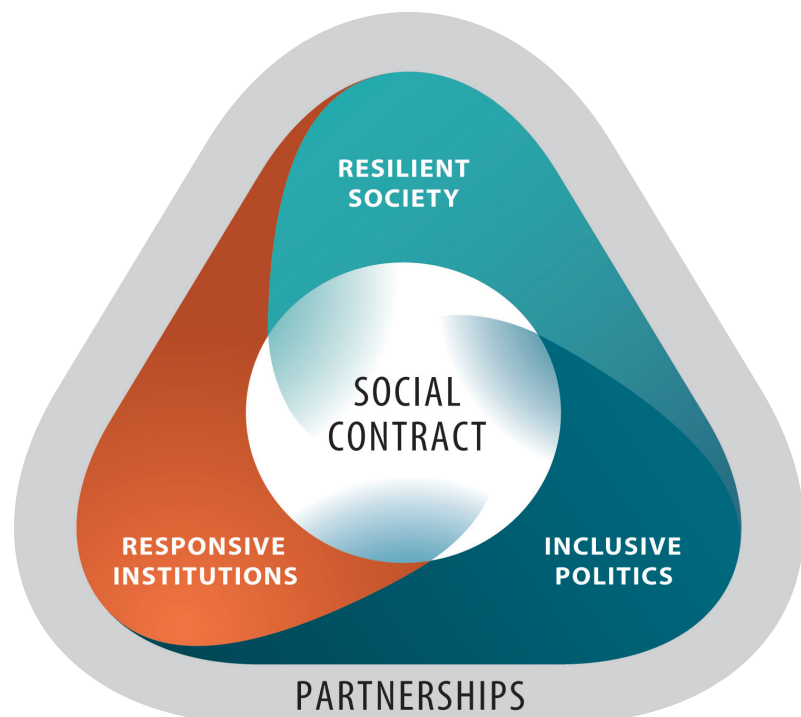 RESILIENT
SOCIETY
SOCIAL
CONTRACT
RESPONSIVE
INSTITUTIONS
INCLUSIVE
POLITICS
PARTNERSHIPS